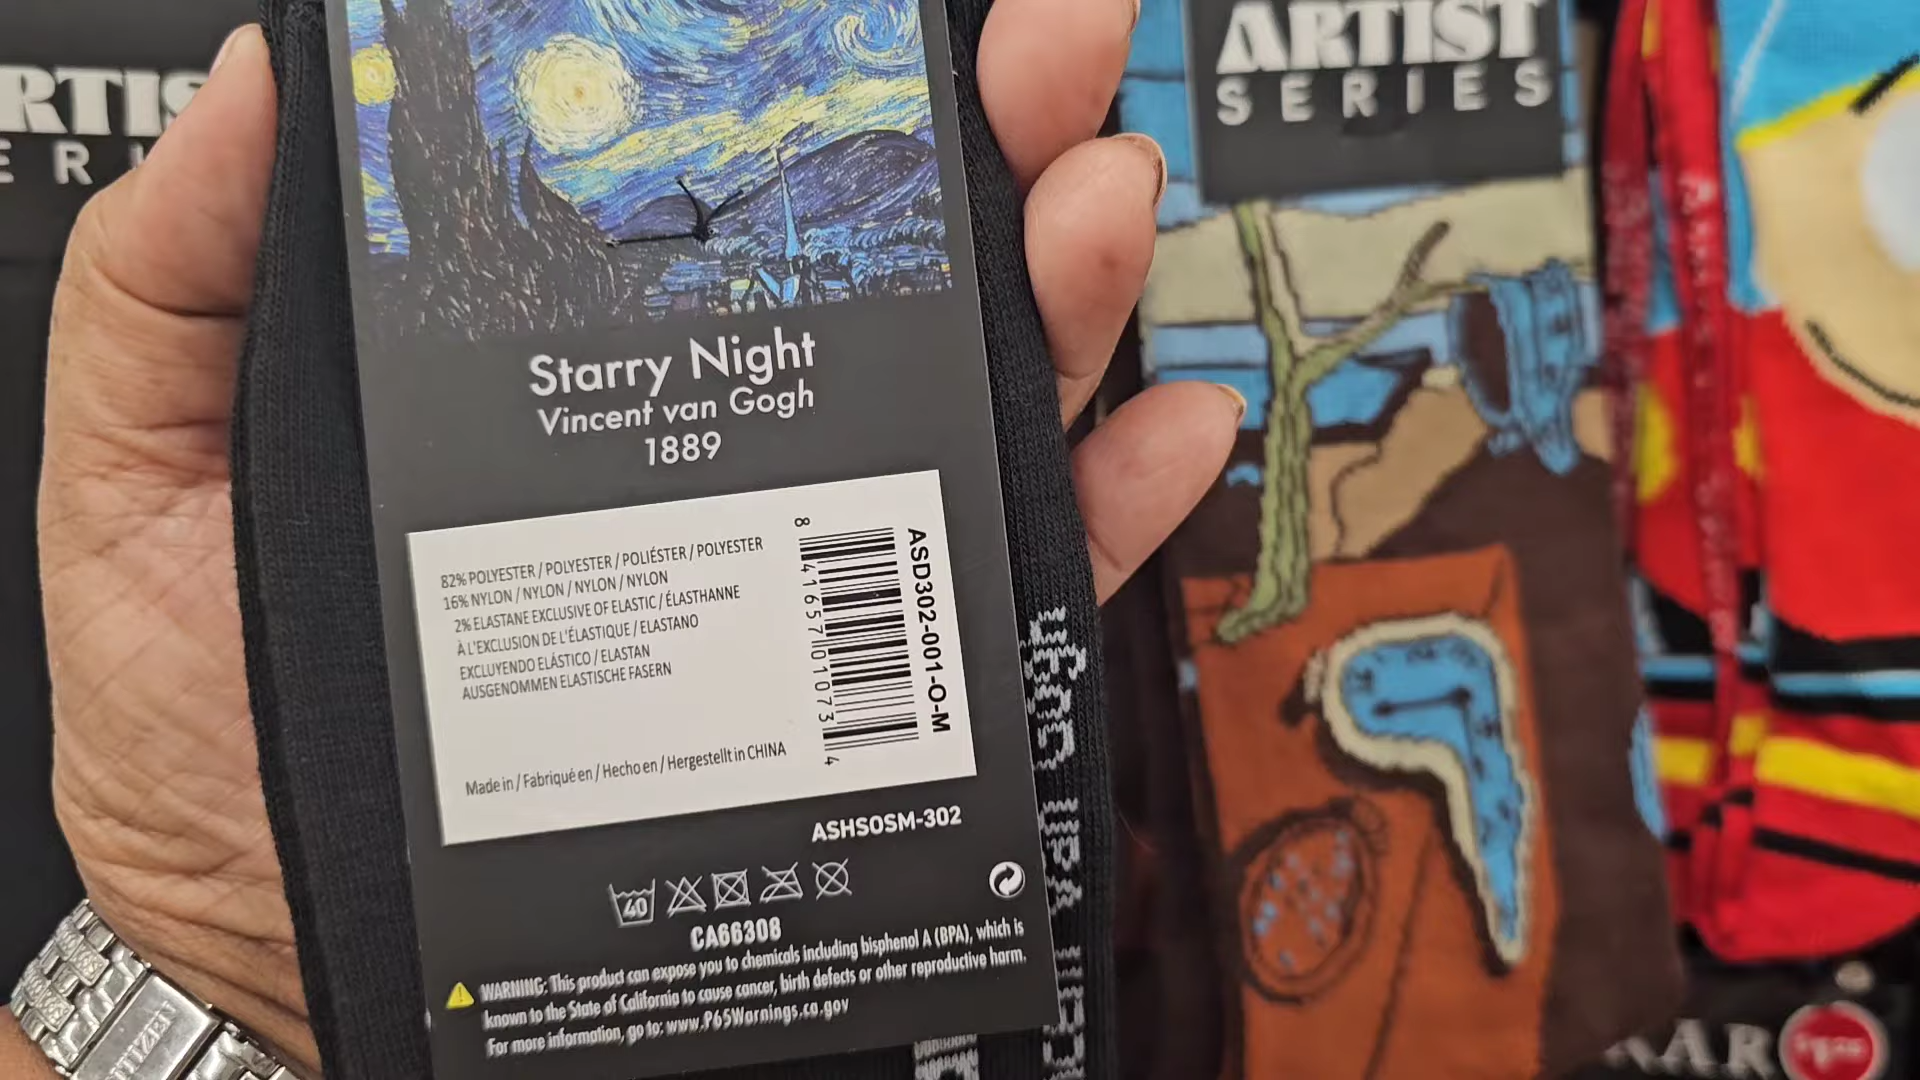 ARTIST
SERIES
Starry Night
Vincent van Gogh
1889
82% POLYESTER / POLYESTER / POLIÉSTER / POLYESTER
16% NYLON / NYLON / NYLON / NYLON
2% ELASTANE EXCLUSIVE OF ELASTIC / ÉLASTHANNE
À L'EXCLUSION DE L'ÉLASTIQUE / ELASTANO
EXCLUYENDO ELÁSTICO / ELASTAN
AUSGENOMMEN ELASTISCHE FASERN
Made in / Fabriqué en / Hecho en / Hergestellt in CHINA
8 41657 01073 4
ASD302-001-O-M
ASHSOSM-302
40
CA66308
WARNING: This product can expose you to chemicals including bisphenol A (BPA), which is
known to the State of California to cause cancer, birth defects or other reproductive harm.
For more information, go to: www.P65Warnings.ca.gov
CITIZEN